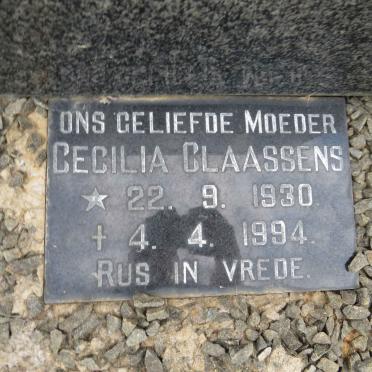 ONS GELIEFDE MOEDER
CECILIA CLAASSENS
★ 22. 9. 1930
✝ 4. 4. 1994.
RUS IN VREDE.